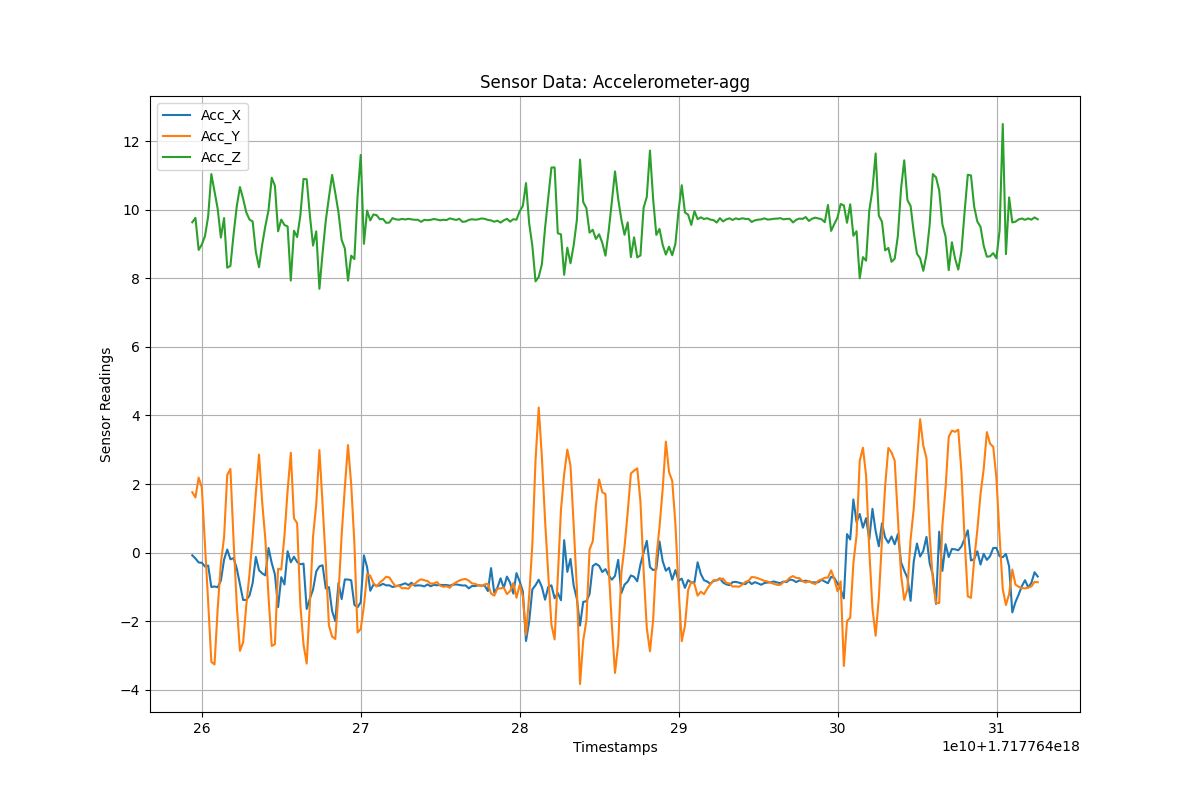 Sensor Data: Accelerometer-agg
Acc_X
Acc_Y
Acc_Z
12
10
8
6
4
2
0
−2
−4
Sensor Readings
26 27 28 29 30 31
Timestamps
1e10+1.717764e18